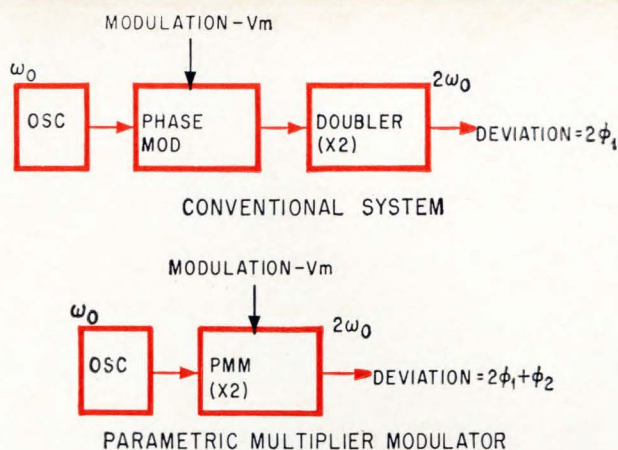 MODULATION-Vm
ω0
OSC
PHASE
MOD
DOUBLER
(X2)
2ω0
DEVIATION=2ϕ1
CONVENTIONAL SYSTEM
MODULATION-Vm
ω0
OSC
PMM
(X2)
2ω0
DEVIATION=2ϕ1+ϕ2
PARAMETRIC MULTIPLIER MODULATOR